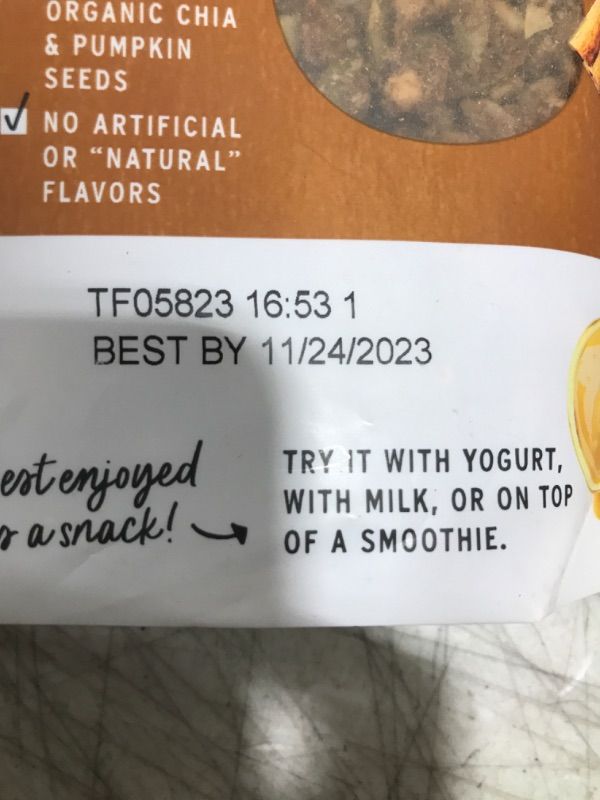 ORGANIC CHIA
& PUMPKIN
SEEDS
NO ARTIFICIAL
OR “NATURAL”
FLAVORS
TF05823 16:53 1
BEST BY 11/24/2023
est enjoyed
a snack!
TRY IT WITH YOGURT,
WITH MILK, OR ON TOP
OF A SMOOTHIE.